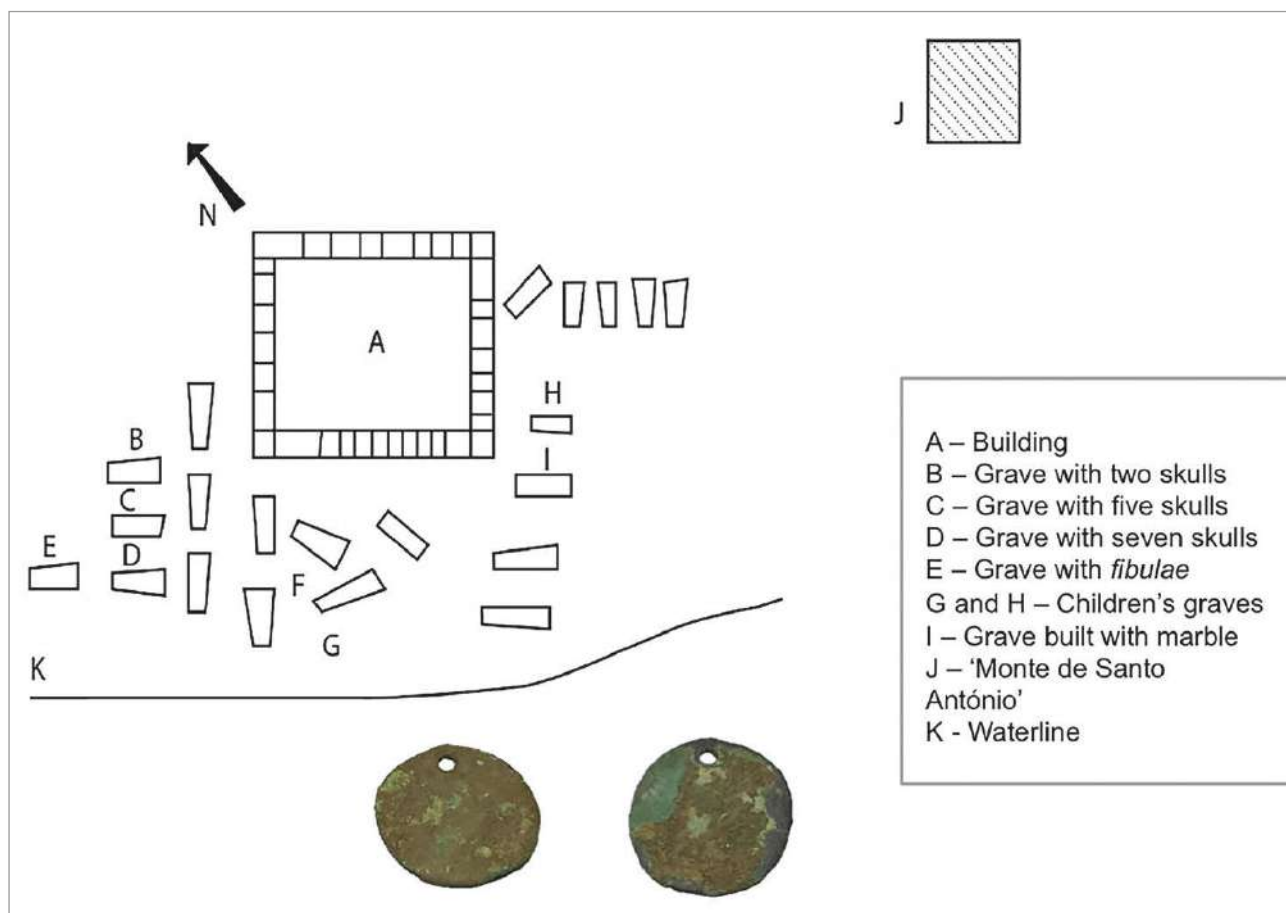 J
N
A
H
B
I
C
E
D
F
G
K
A – Building
B – Grave with two skulls
C – Grave with five skulls
D – Grave with seven skulls
E – Grave with fibulae
G and H – Children's graves
I – Grave built with marble
J – 'Monte de Santo
António'
K - Waterline